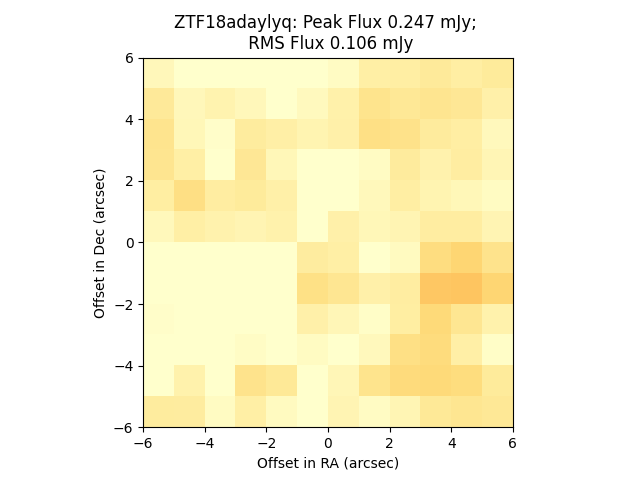 ZTF18adaylyq: Peak Flux 0.247 mJy;
RMS Flux 0.106 mJy
6
4
2
0
−2
−4
−6
Offset in Dec (arcsec)
−6 −4 −2 0 2 4 6
Offset in RA (arcsec)